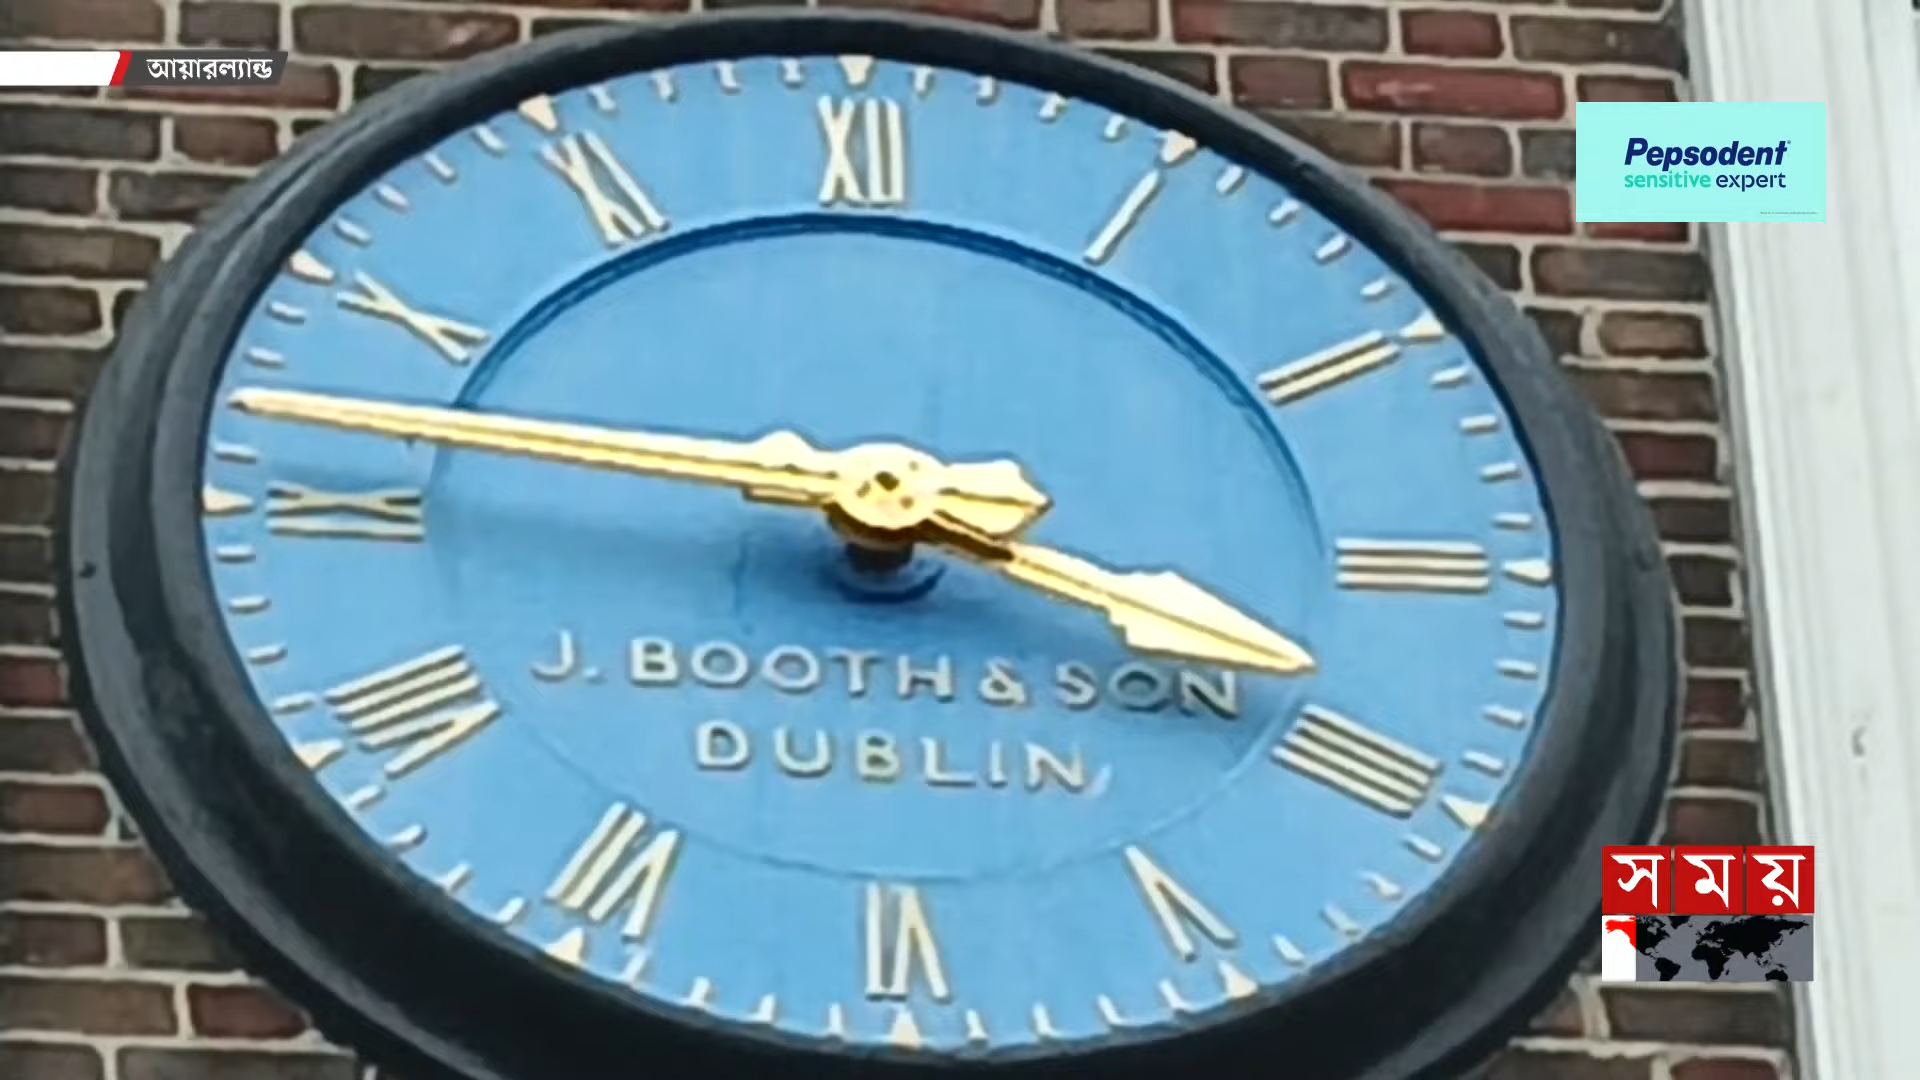 আয়ারল্যান্ড
Pepsodent
sensitive expert
XII
I
II
III
IIII
V
VI
VII
VIII
IX
X
XI
J. BOOTH & SON
DUBLIN
সময়